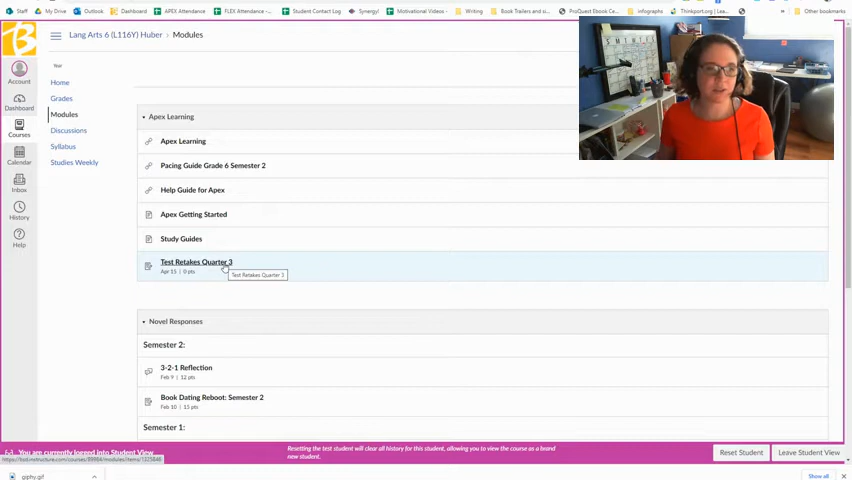 Staff
My Drive
Outlook
Dashboard
APEX Attendance
FLEX Attendance
Student Contact Log
Synergy!
Motivational Videos -
Writing
Book Trailers and si...
ProQuest Ebook Ce...
infographs
Thinkport.org | Lea...
Other bookmarks
Lang Arts 6 (L116Y) Huber › Modules
Account
Dashboard
Courses
Calendar
Inbox
History
Help
Year
Home
Grades
Modules
Discussions
Syllabus
Studies Weekly
Apex Learning
Apex Learning
Pacing Guide Grade 6 Semester 2
Help Guide for Apex
Apex Getting Started
Study Guides
Test Retakes Quarter 3
Apr 15 | 0 pts
Test Retakes Quarter 3
Novel Responses
Semester 2:
3-2-1 Reflection
Feb 9 | 12 pts
Book Dating Reboot: Semester 2
Feb 10 | 15 pts
Semester 1:
You are currently logged into Student View
Resetting the test student will clear all history for this student, allowing you to view the course as a brand
new student.
Reset Student
Leave Student View
giphy.gif
Show all